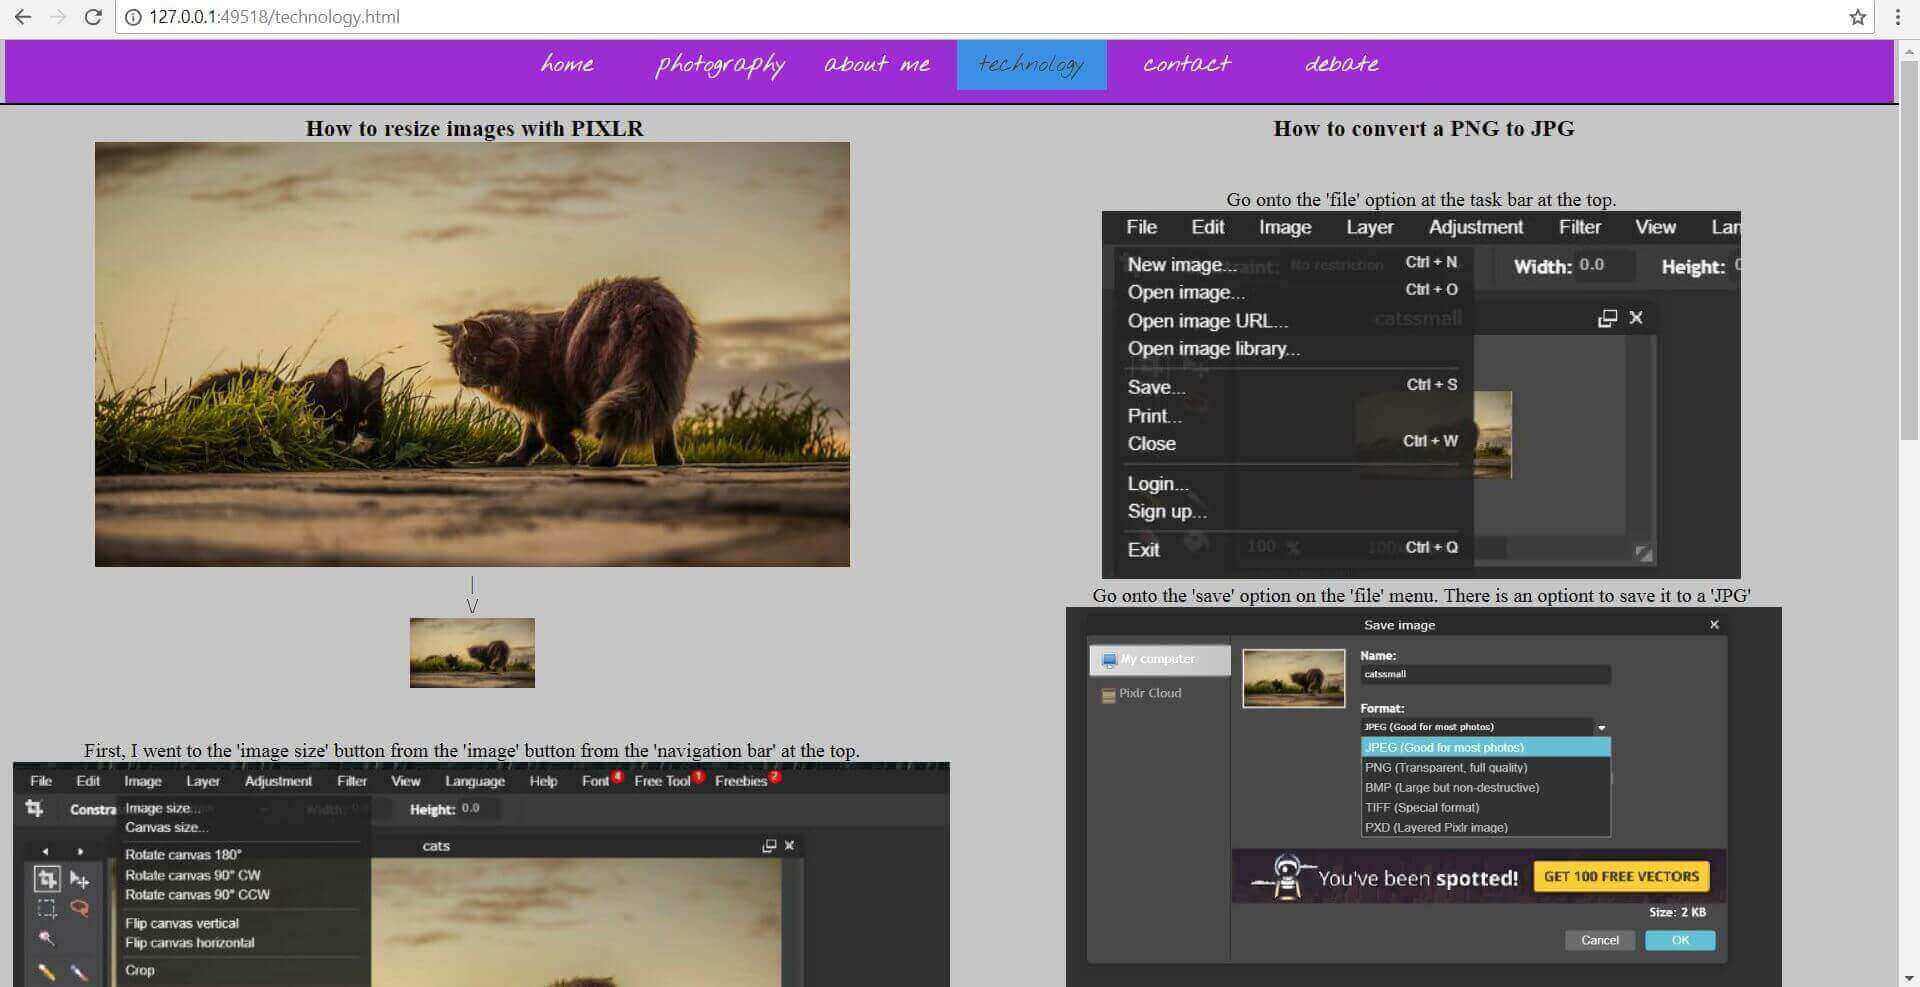 127.0.0.1:49518/technology.html
home photography about me technology contact debate
How to resize images with PIXLR
|
V
First, I went to the 'image size' button from the 'image' button from the 'navigation bar' at the top.
File Edit Image Layer Adjustment Filter View Language Help Font 4 Free Tool 1 Freebies 2
Constra Height: 0.0
Image size...
Canvas size...
cats
Rotate canvas 180°
Rotate canvas 90° CW
Rotate canvas 90° CCW
Flip canvas vertical
Flip canvas horizontal
Crop
How to convert a PNG to JPG
Go onto the 'file' option at the task bar at the top.
File Edit Image Layer Adjustment Filter View Lan
New image... Ctrl + N
No restriction Width: 0.0 Height: 0
Open image... Ctrl + O
Open image URL...
catssmall
Open image library...
Save... Ctrl + S
Print...
Close Ctrl + W
Login...
Sign up...
Exit Ctrl + Q
100 %
Go onto the 'save' option on the 'file' menu. There is an optiont to save it to a 'JPG'
Save image
My computer
Pixlr Cloud
Name:
catssmall
Format:
JPEG (Good for most photos)
JPEG (Good for most photos)
PNG (Transparent, full quality)
BMP (Large but non-destructive)
TIFF (Special format)
PXD (Layered Pixlr image)
You've been spotted! GET 100 FREE VECTORS
Size: 2 KB
Cancel OK